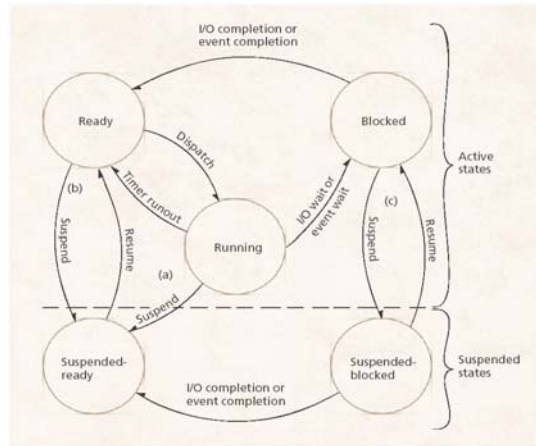 I/O completion or
event completion
Ready
Blocked
Dispatch
Timer runout
I/O wait or
event wait
Active
states
(b)
(c)
Suspend
Resume
Running
Suspend
Resume
(a)
Suspend
Suspended-
ready
Suspended-
blocked
Suspended
states
I/O completion or
event completion